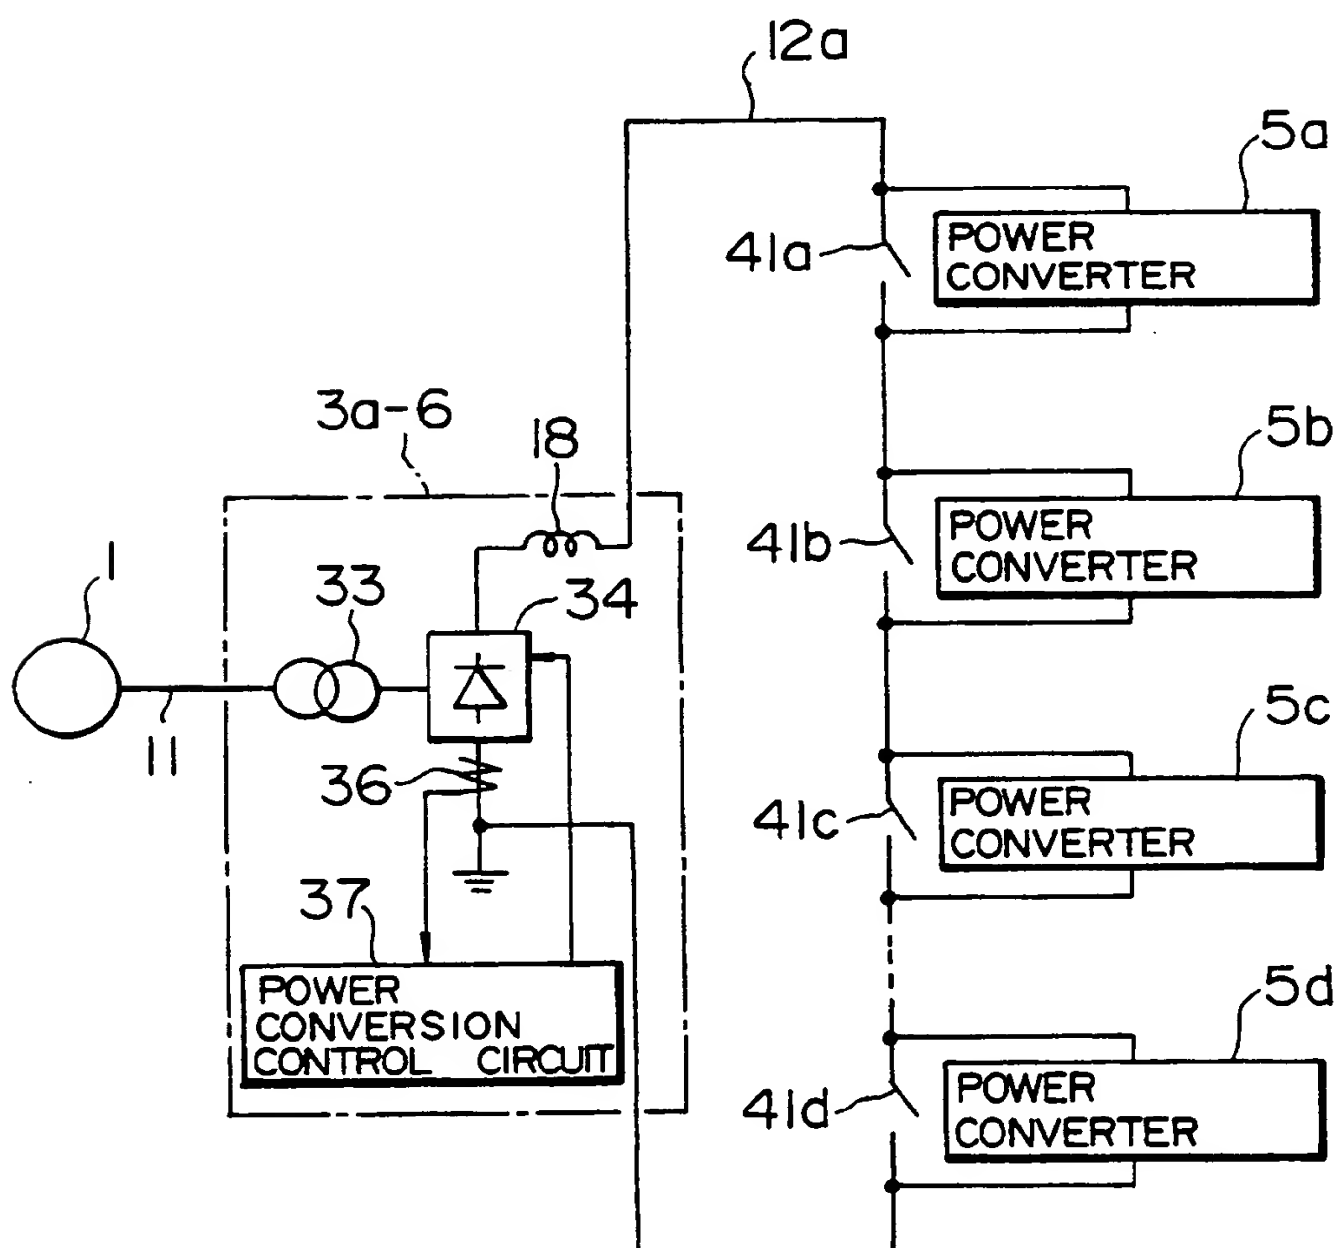 12a
5a
POWER
CONVERTER
41a
3a-6
18
5b
POWER
CONVERTER
41b
1
33
34
11
36
5c
POWER
CONVERTER
41c
37
POWER
CONVERSION
CONTROL CIRCUIT
5d
POWER
CONVERTER
41d